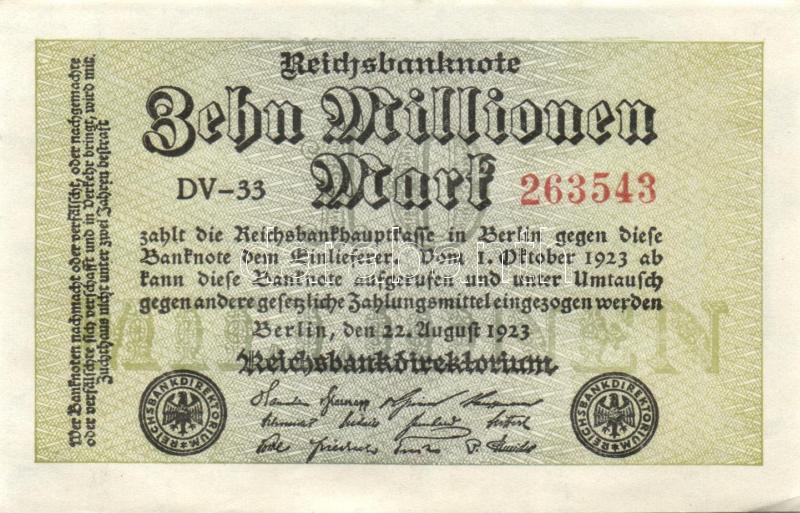 Reichsbanknote
Zehn Millionen
Mark
DV-33
263543
zahlt die Reichsbankhauptkasse in Berlin gegen diese
Banknote dem Einlieferer. Vom 1. Oktober 1923 ab
kann diese Banknote aufgerufen und unter Umtausch
gegen andere gesetzliche Zahlungsmittel eingezogen werden
Berlin, den 22. August 1923
Reichsbankdirektorium
REICHSBANKDIREKTORIUM
REICHSBANKDIREKTORIUM
Wer Banknoten nachmacht oder verfälscht, oder nachgemachte
oder verfälschte sich verschafft und in Verkehr bringt, wird mit
Zuchthaus nicht unter zwei Jahren bestraft